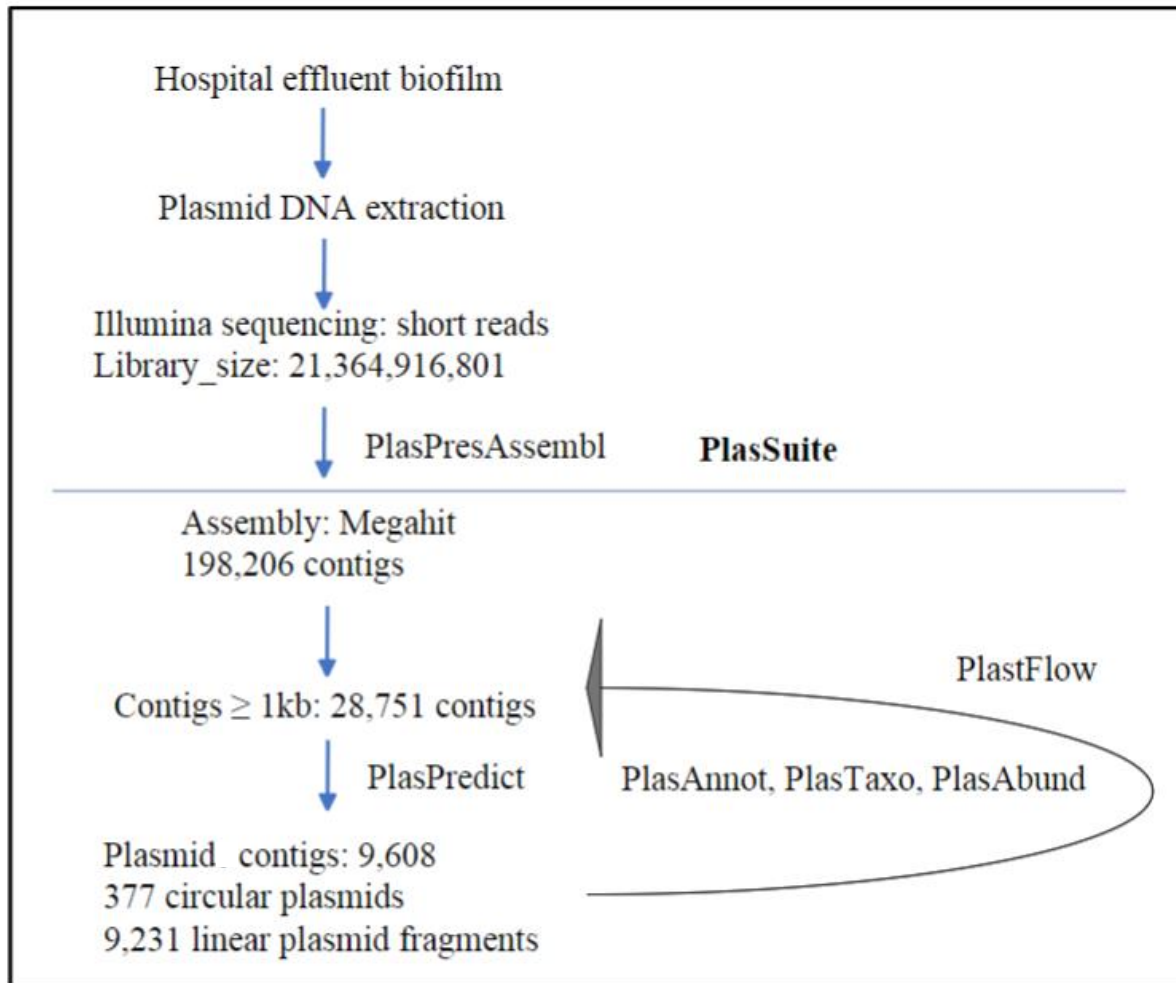 Hospital effluent biofilm
Plasmid DNA extraction
Illumina sequencing: short reads
Library_size: 21,364,916,801
PlasPresAssembl
PlasSuite
Assembly: Megahit
198,206 contigs
PlastFlow
Contigs ≥ 1kb: 28,751 contigs
PlasPredict
PlasAnnot, PlasTaxo, PlasAbund
Plasmid_contigs: 9,608
377 circular plasmids
9,231 linear plasmid fragments